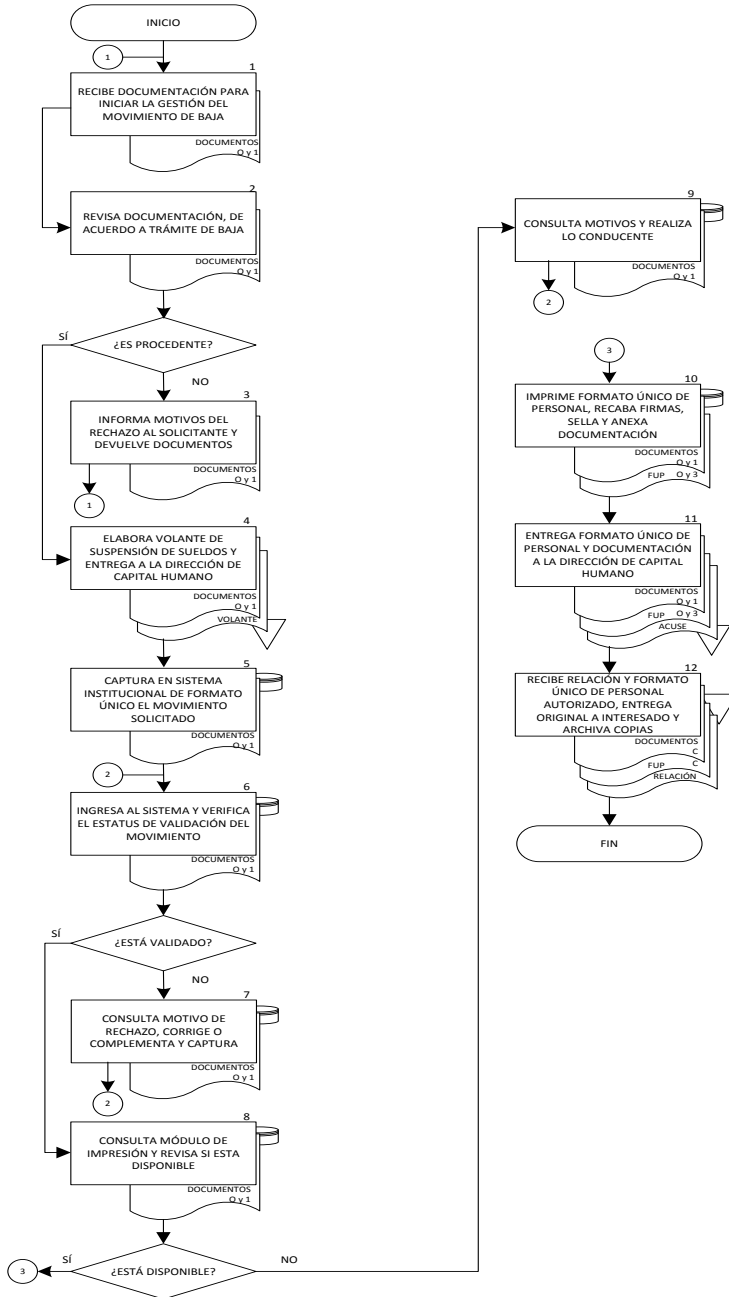 INICIO
1
1
RECIBE DOCUMENTACIÓN PARA
INICIAR LA GESTIÓN DEL
MOVIMIENTO DE BAJA
DOCUMENTOS
O y 1
2
REVISA DOCUMENTACIÓN, DE
ACUERDO A TRÁMITE DE BAJA
DOCUMENTOS
O y 1
SÍ
¿ES PROCEDENTE?
NO
3
INFORMA MOTIVOS DEL
RECHAZO AL SOLICITANTE Y
DEVUELVE DOCUMENTOS
DOCUMENTOS
O y 1
1
4
ELABORA VOLANTE DE
SUSPENSIÓN DE SUELDOS Y
ENTREGA A LA DIRECCIÓN DE
CAPITAL HUMANO
DOCUMENTOS
O y 1
VOLANTE
5
CAPTURA EN SISTEMA
INSTITUCIONAL DE FORMATO
ÚNICO EL MOVIMIENTO
SOLICITADO
DOCUMENTOS
O y 1
2
6
INGRESA AL SISTEMA Y VERIFICA
EL ESTATUS DE VALIDACIÓN DEL
MOVIMIENTO
DOCUMENTOS
O y 1
SÍ
¿ESTÁ VALIDADO?
NO
7
CONSULTA MOTIVO DE
RECHAZO, CORRIGE O
COMPLEMENTA Y CAPTURA
DOCUMENTOS
O y 1
2
8
CONSULTA MÓDULO DE
IMPRESIÓN Y REVISA SI ESTA
DISPONIBLE
DOCUMENTOS
O y 1
3
SÍ
¿ESTÁ DISPONIBLE?
NO
9
CONSULTA MOTIVOS Y REALIZA
LO CONDUCENTE
DOCUMENTOS
O y 1
2
3
10
IMPRIME FORMATO ÚNICO DE
PERSONAL, RECABA FIRMAS,
SELLA Y ANEXA
DOCUMENTACIÓN
DOCUMENTOS
O y 1
FUP O y 3
11
ENTREGA FORMATO ÚNICO DE
PERSONAL Y DOCUMENTACIÓN
A LA DIRECCIÓN DE CAPITAL
HUMANO
DOCUMENTOS
O y 1
FUP O y 3
ACUSE
12
RECIBE RELACIÓN Y FORMATO
ÚNICO DE PERSONAL
AUTORIZADO, ENTREGA
ORIGINAL A INTERESADO Y
ARCHIVA COPIAS
DOCUMENTOS
C
FUP C
RELACIÓN
FIN